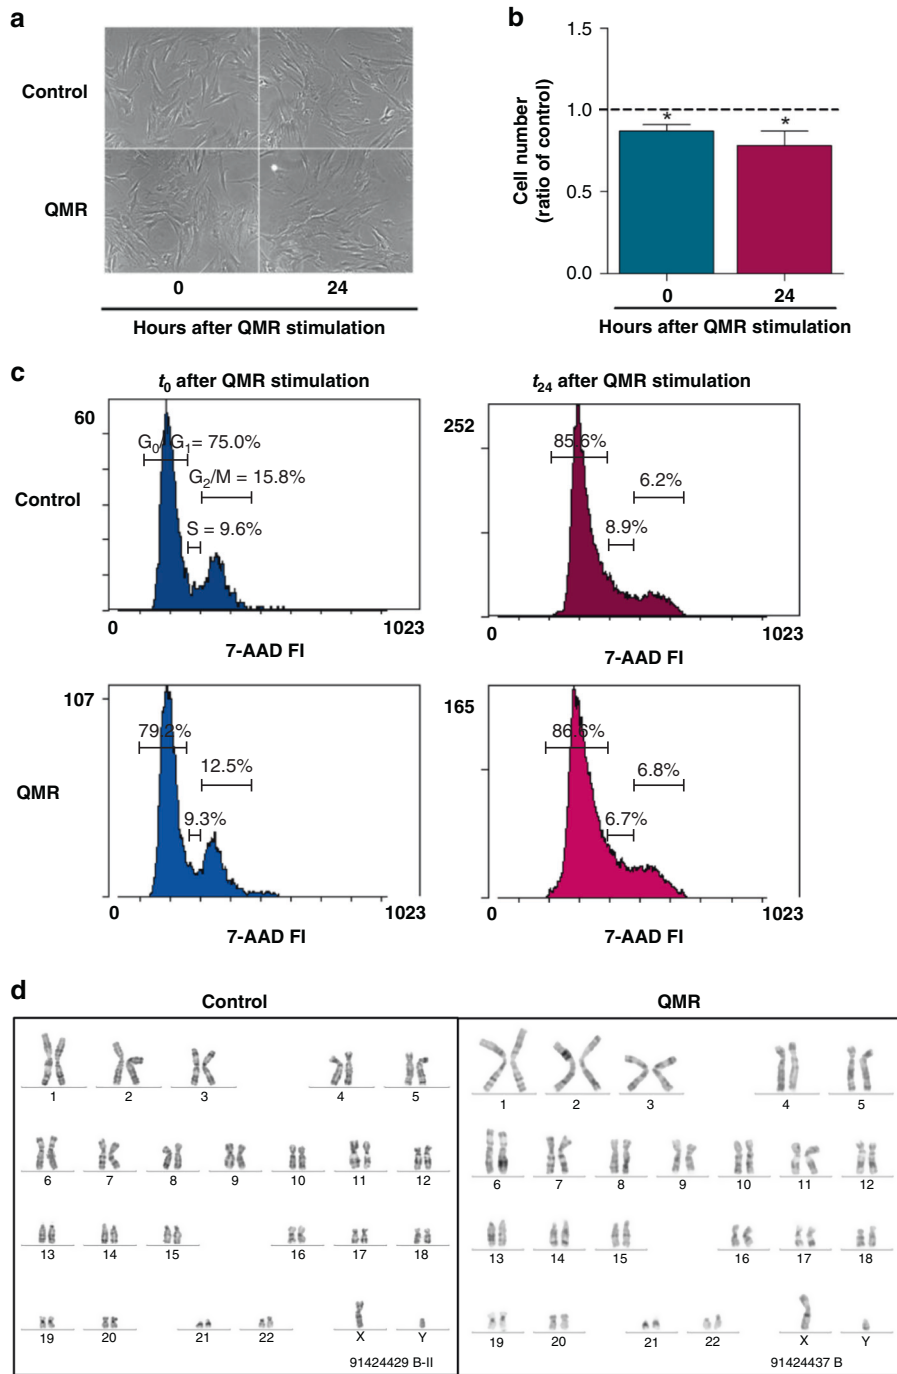 a
Control
QMR
0 24
Hours after QMR stimulation
b
1.5
1.0
0.5
0.0
Cell number
(ratio of control)
* *
0 24
Hours after QMR stimulation
c
t0 after QMR stimulation
60
Control
G0/G1= 75.0%
G2/M = 15.8%
S = 9.6%
0 1023
7-AAD FI
t24 after QMR stimulation
252
85.6%
6.2%
8.9%
0 1023
7-AAD FI
107
QMR
79.2%
12.5%
9.3%
0 1023
7-AAD FI
165
86.6%
6.8%
6.7%
0 1023
7-AAD FI
d
Control
1 2 3 4 5
6 7 8 9 10 11 12
13 14 15 16 17 18
19 20 21 22 X Y
91424429 B-II
QMR
1 2 3 4 5
6 7 8 9 10 11 12
13 14 15 16 17 18
19 20 21 22 X Y
91424437 B